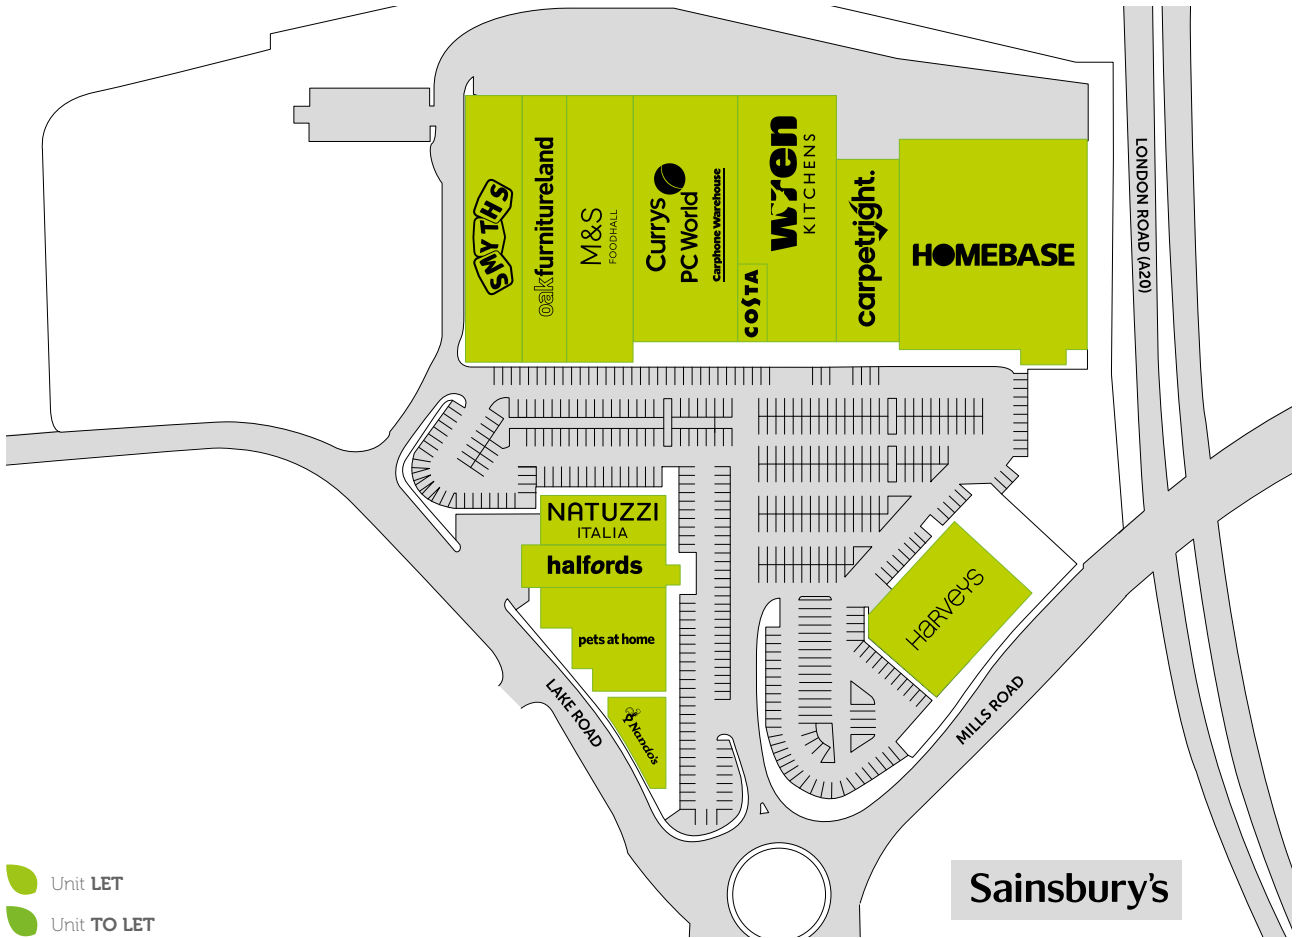 SMYTHS
oakfurnitureland
M&S
FOODHALL
Currys
PC World
Carphone Warehouse
COSTA
wren
KITCHENS
carpetright.
HOMEBASE
LONDON ROAD (A20)
NATUZZI
ITALIA
halfords
pets at home
Nando's
HARVEYS
LAKE ROAD
MILLS ROAD
Sainsbury's
Unit LET
Unit TO LET